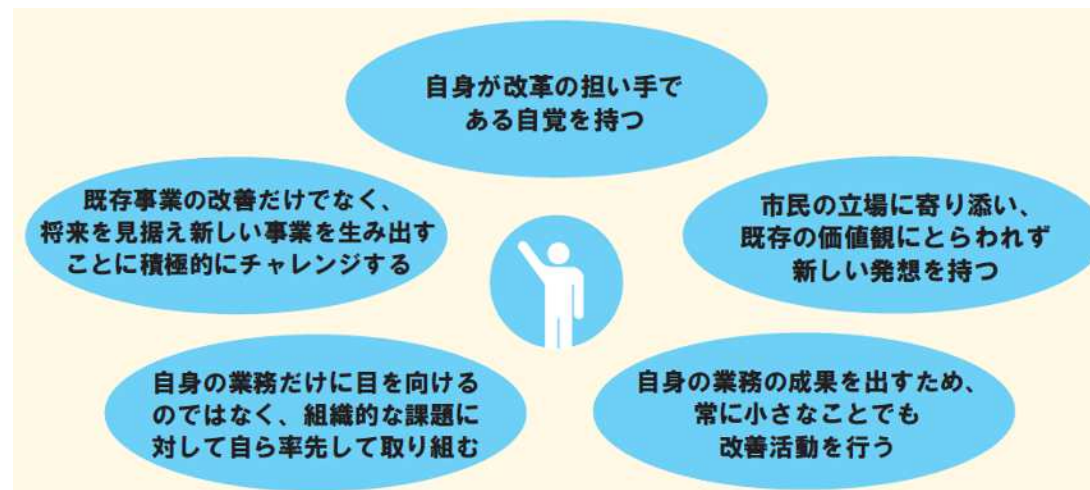 自身が改革の担い手で
ある自覚を持つ
既存事業の改善だけでなく、
将来を見据え新しい事業を生み出す
ことに積極的にチャレンジする
市民の立場に寄り添い、
既存の価値観にとらわれず
新しい発想を持つ
自身の業務だけに目を向ける
のではなく、組織的な課題に
対して自ら率先して取り組む
自身の業務の成果を出すため、
常に小さなことでも
改善活動を行う